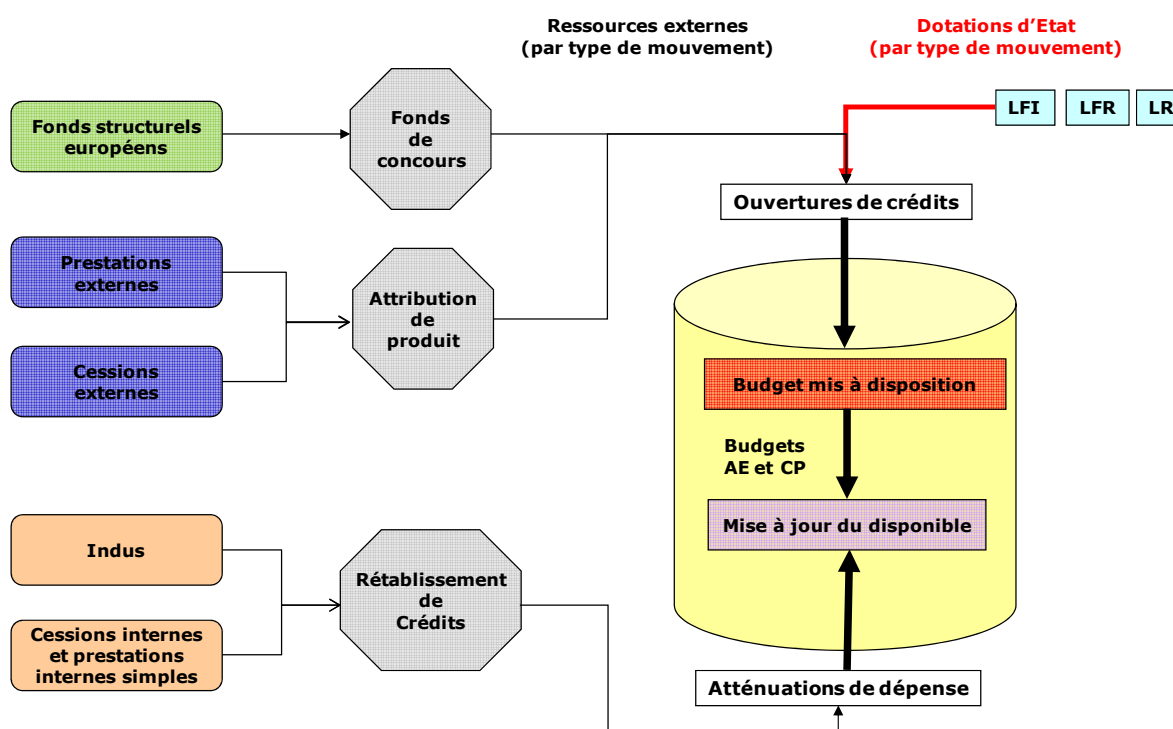 Ressources externes
(par type de mouvement)
Dotations d'Etat
(par type de mouvement)
LFI
LFR
LR
Fonds structurels
européens
Fonds
de
concours
Ouvertures de crédits
Prestations
externes
Attribution
de
produit
Cessions
externes
Budget mis à disposition
Budgets
AE et CP
Mise à jour du disponible
Indus
Rétablissement
de
Crédits
Cessions internes
et prestations
internes simples
Atténuations de dépense